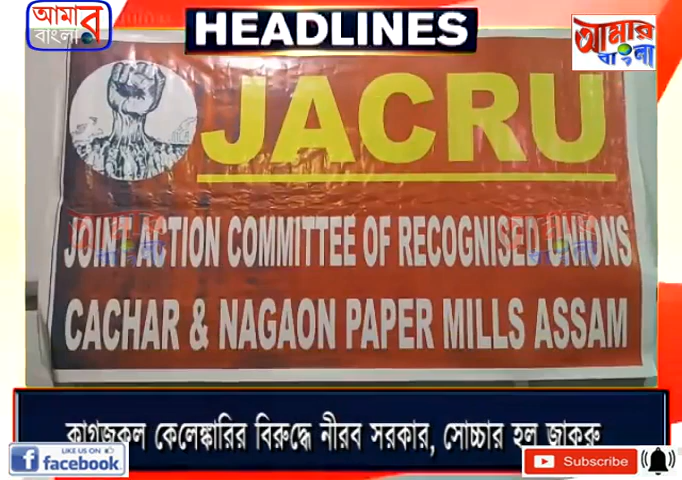 আমার
বাংলা
HEADLINES
আমার
বাংলা
JACRU
JOINT ACTION COMMITTEE OF RECOGNISED UNIONS
CACHAR & NAGAON PAPER MILLS ASSAM
কাগজকল কেলেঙ্কারির বিরুদ্ধে নীরব সরকার, সোচ্চার হল জাকরু
LIKE US ON
facebook.
Subscribe